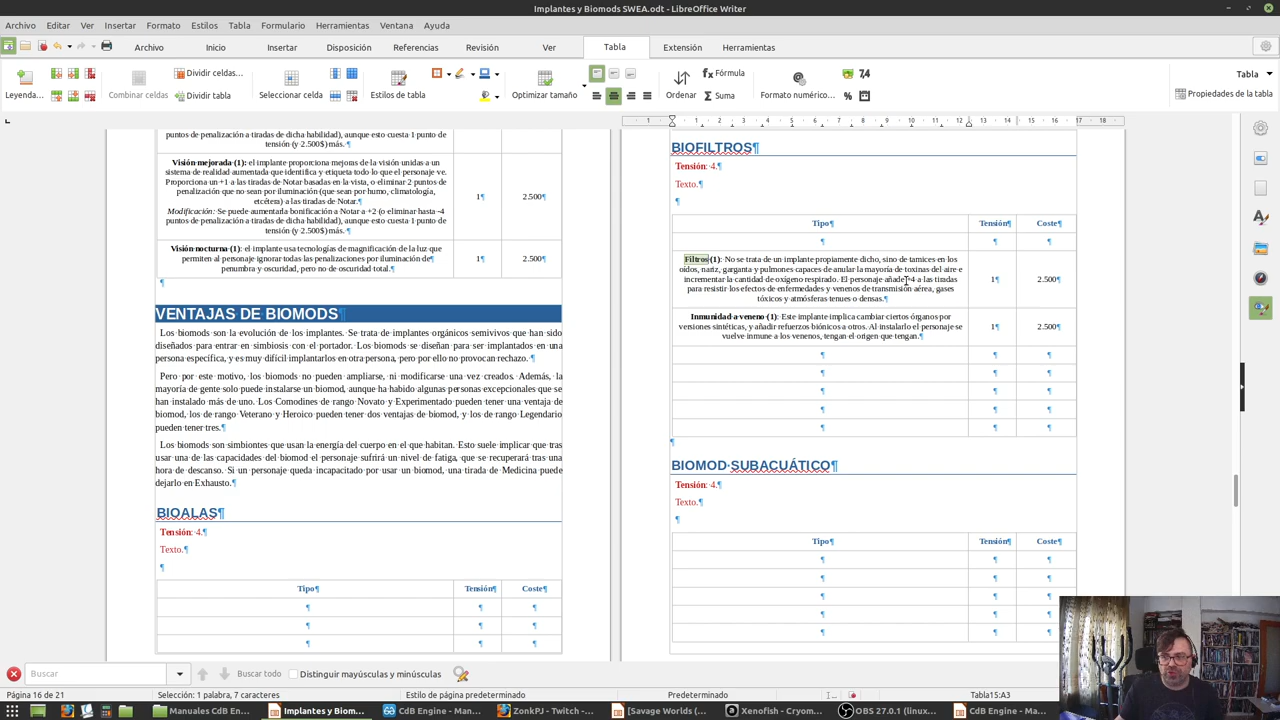 Implantes y Biomods SWEA.odt - LibreOffice Writer
Archivo Editar Ver Insertar Formato Estilos Tabla Formulario Herramientas Ventana Ayuda
Archivo Inicio Insertar Disposición Referencias Revisión Ver Tabla Extensión Herramientas
Leyenda... Combinar celdas Dividir celdas... Dividir tabla Seleccionar celda Estilos de tabla Optimizar tamaño Ordenar Fórmula Suma Formato numérico... Tabla Propiedades de la tabla
1 1 2 3 4 5 6 7 8 9 10 11 12 13 14 15 16 17 18
puntos de penalización a tiradas de dicha habilidad), aunque esto cuesta 1 punto de
tensión (y 2.500$) más. ¶
Visión mejorada (1): el implante proporciona mejoras de la visión unidas a un
sistema de realidad aumentada que identifica y etiqueta todo lo que el personaje ve.
Proporciona un +1 a las tiradas de Notar basadas en la vista, o eliminar 2 puntos de
penalización que no sean por iluminación (que sean por humo, climatología,
etcétera) a las tiradas de Notar.¶
Modificación: Se puede aumentarla bonificación a Notar a +2 (o eliminar hasta -4
puntos de penalización a tiradas de dicha habilidad), aunque esto cuesta 1 punto de
tensión (y 2.500$) más. ¶
1¶ 2.500¶
Visión nocturna (1): el implante usa tecnologías de magnificación de la luz que
permiten al personaje ignorar todas las penalizaciones por iluminación de¶
penumbra y oscuridad, pero no de oscuridad total.¶
1¶ 2.500¶
¶
VENTAJAS DE BIOMODS¶
Los biomods son la evolución de los implantes. Se trata de implantes orgánicos semivivos que han sido
diseñados para entrar en simbiosis con el portador. Los biomods se diseñan para ser implantados en una
persona específica, y es muy difícil implantarlos en otra persona, pero por ello no provocan rechazo. ¶
Pero por este motivo, los biomods no pueden ampliarse, ni modificarse una vez creados. Además, la
mayoría de gente solo puede instalarse un biomod, aunque ha habido algunas personas excepcionales que se
han instalado más de uno. Los Comodines de rango Novato y Experimentado pueden tener una ventaja de
biomod, los de rango Veterano y Heroico pueden tener dos ventajas de biomod, y los de rango Legendario
pueden tener tres.¶
Los biomods son simbiontes que usan la energía del cuerpo en el que habitan. Esto suele implicar que tras
usar una de las capacidades del biomod el personaje sufrirá un nivel de fatiga, que se recuperará tras una
hora de descanso. Si un personaje queda incapacitado por usar un biomod, una tirada de Medicina puede
dejarlo en Exhausto.¶
BIOALAS¶
Tensión: 4.¶
Texto.¶
¶
Tipo¶ Tensión¶ Coste¶
¶ ¶ ¶
¶ ¶ ¶
¶ ¶ ¶
BIOFILTROS¶
Tensión: 4.¶
Texto.¶
¶
Tipo¶ Tensión¶ Coste¶
¶
Filtros (1): No se trata de un implante propiamente dicho, sino de tamices en los
oídos, nariz, garganta y pulmones capaces de anular la mayoría de toxinas del aire e
incrementar la cantidad de oxígeno respirado. El personaje añade +4 a las tiradas
para resistir los efectos de enfermedades y venenos de transmisión aérea, gases
tóxicos y atmósferas tenues o densas.¶
1¶ 2.500¶
Inmunidad a veneno (1): Este implante implica cambiar ciertos órganos por
versiones sintéticas, y añadir refuerzos biónicos a otros. Al instalarlo el personaje se
vuelve inmune a los venenos, tengan el origen que tengan.¶
1¶ 2.500¶
¶
¶
¶
¶
¶
¶
BIOMOD SUBACUÁTICO¶
Tensión: 4.¶
Texto.¶
¶
Tipo¶ Tensión¶ Coste¶
¶ ¶ ¶
¶ ¶ ¶
¶ ¶ ¶
¶ ¶ ¶
¶ ¶ ¶
Buscar Buscar todo Distinguir mayúsculas y minúsculas
Página 16 de 21 Selección: 1 palabra, 7 caracteres Estilo de página predeterminado Predeterminado Tabla15:A3
Manuales CdB En... Implantes y Biom... CdB Engine - Man... ZonkPJ - Twitch -... [Savage Worlds (... Xenofish - Cryom... OBS 27.0.1 (linux... CdB Engine - Man...